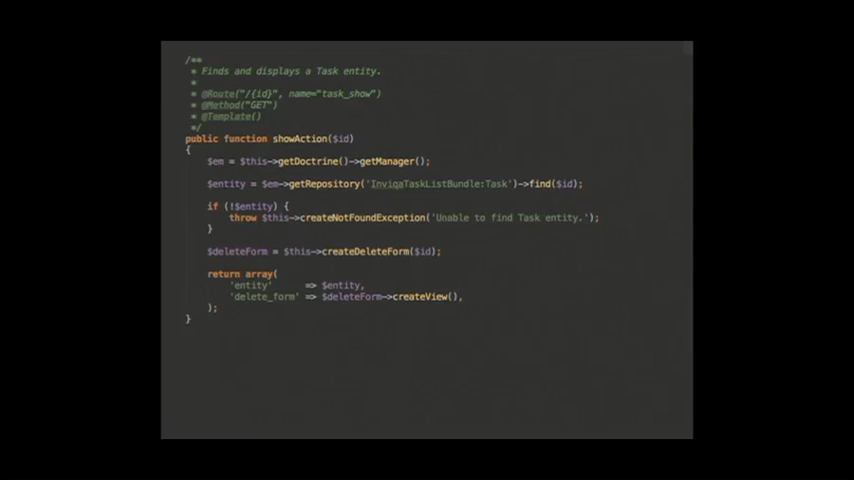 /**
* Finds and displays a Task entity.
*
* @Route("/{id}", name="task_show")
* @Method("GET")
* @Template()
*/
public function showAction($id)
{
$em = $this->getDoctrine()->getManager();
$entity = $em->getRepository('InviqaTaskListBundle:Task')->find($id);
if (!$entity) {
throw $this->createNotFoundException('Unable to find Task entity.');
}
$deleteForm = $this->createDeleteForm($id);
return array(
'entity' => $entity,
'delete_form' => $deleteForm->createView(),
);
}